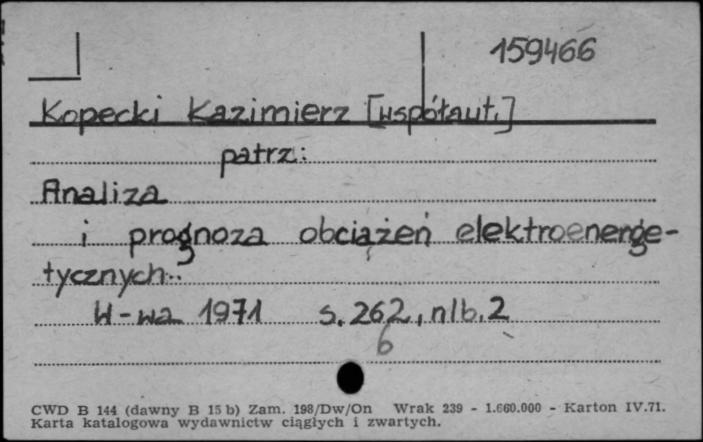 159466
Kopecki Kazimierz [współaut.]
patrz:
Analiza
i prognoza obciążeń elektroenerge-
tycznych..
W-wa 1971 s. 262, nlb. 2
6
CWD B 144 (dawny B 15 b) Zam. 198/Dw/On Wrak 239 - 1.660.000 - Karton IV.71.
Karta katalogowa wydawnictw ciągłych i zwartych.